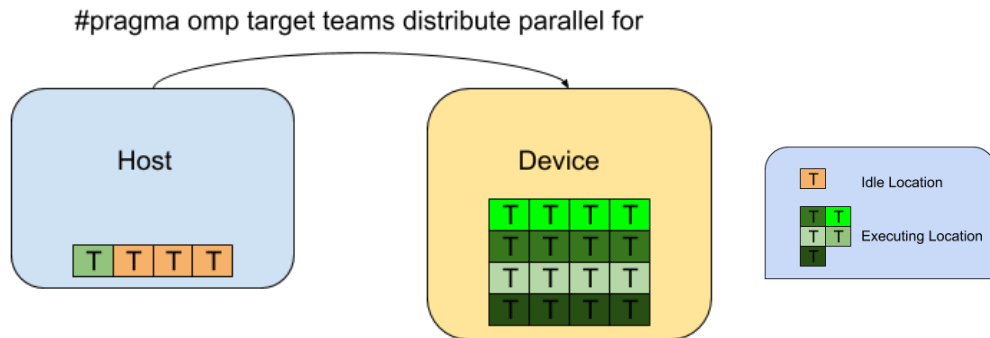 #pragma omp target teams distribute parallel for
Host
Device
T T T T
T T T T
T T T T
T T T T
T T T T
T
Idle Location
T T
T T
T
Executing Location